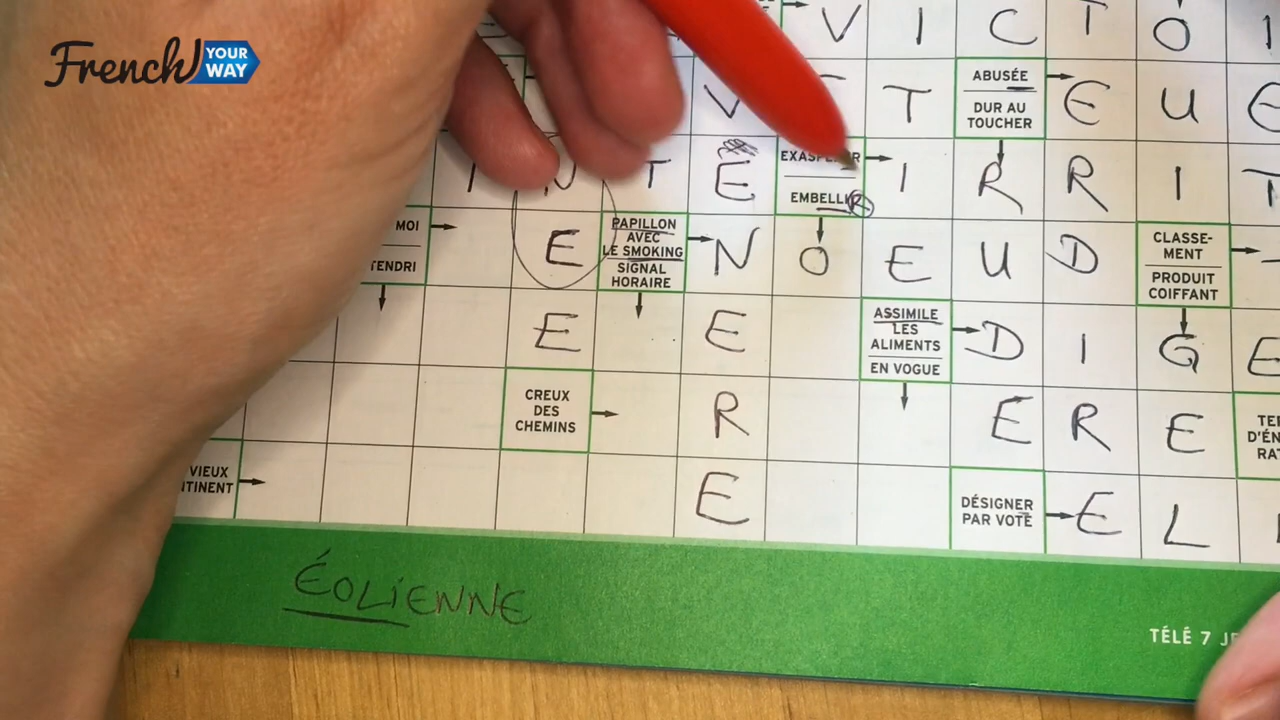 French YOUR WAY
V I C T O I
ABUSÉE
DUR AU TOUCHER
V T E U E
EXASPÉRER
EMBELLIR
I N T E I R R I T
MOI
TENDRI
E
PAPILLON AVEC LE SMOKING
SIGNAL HORAIRE
N O E U D
CLASSE-MENT
PRODUIT COIFFANT
E E
ASSIMILE LES ALIMENTS
EN VOGUE
D I G E
CREUX DES CHEMINS
R E R E
VIEUX
E
DÉSIGNER PAR VOTE
E L
ÉOLIENNE
TÉLÉ 7